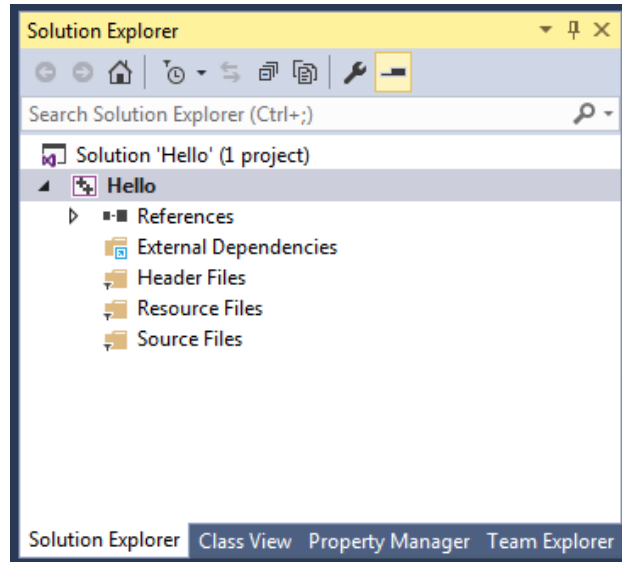 Solution Explorer
Search Solution Explorer (Ctrl+;)
Solution 'Hello' (1 project)
Hello
References
External Dependencies
Header Files
Resource Files
Source Files
Solution Explorer Class View Property Manager Team Explorer